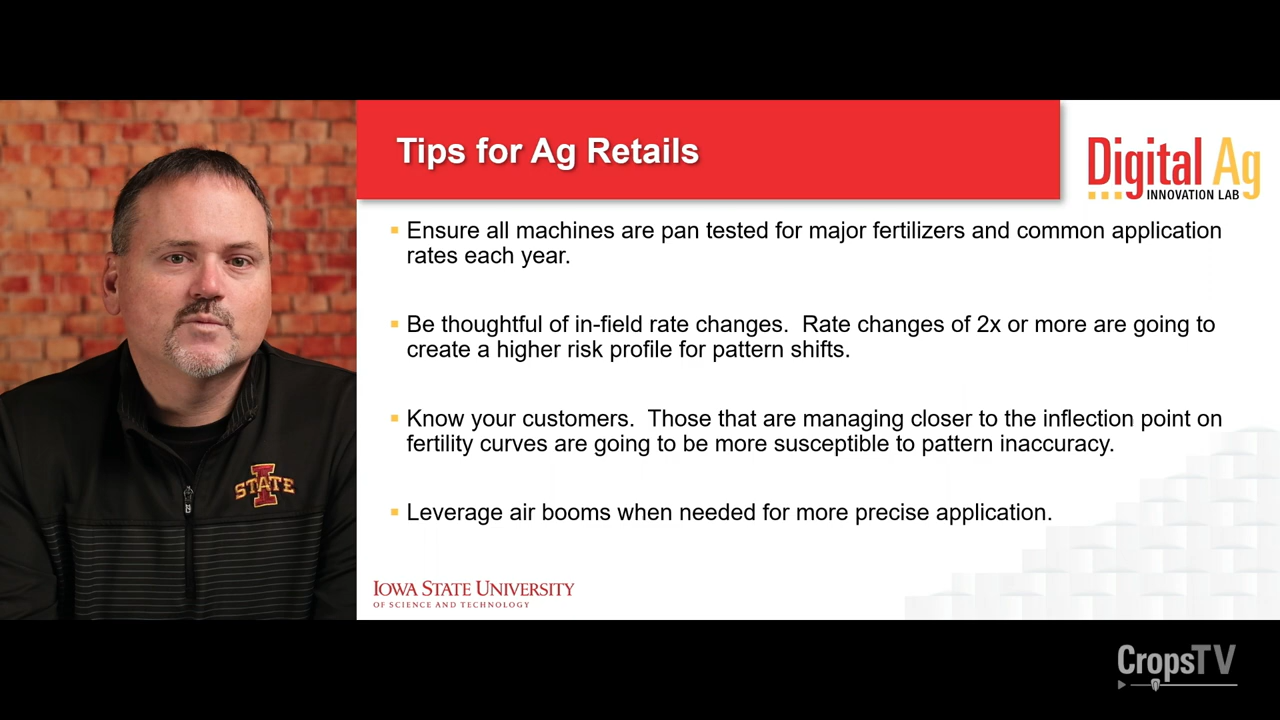 Tips for Ag Retails
Digital Ag
INNOVATION LAB
Ensure all machines are pan tested for major fertilizers and common application
rates each year.
Be thoughtful of in-field rate changes.  Rate changes of 2x or more are going to
create a higher risk profile for pattern shifts.
Know your customers.  Those that are managing closer to the inflection point on
fertility curves are going to be more susceptible to pattern inaccuracy.
Leverage air booms when needed for more precise application.
I STATE
IOWA STATE UNIVERSITY
OF SCIENCE AND TECHNOLOGY
CropsTV